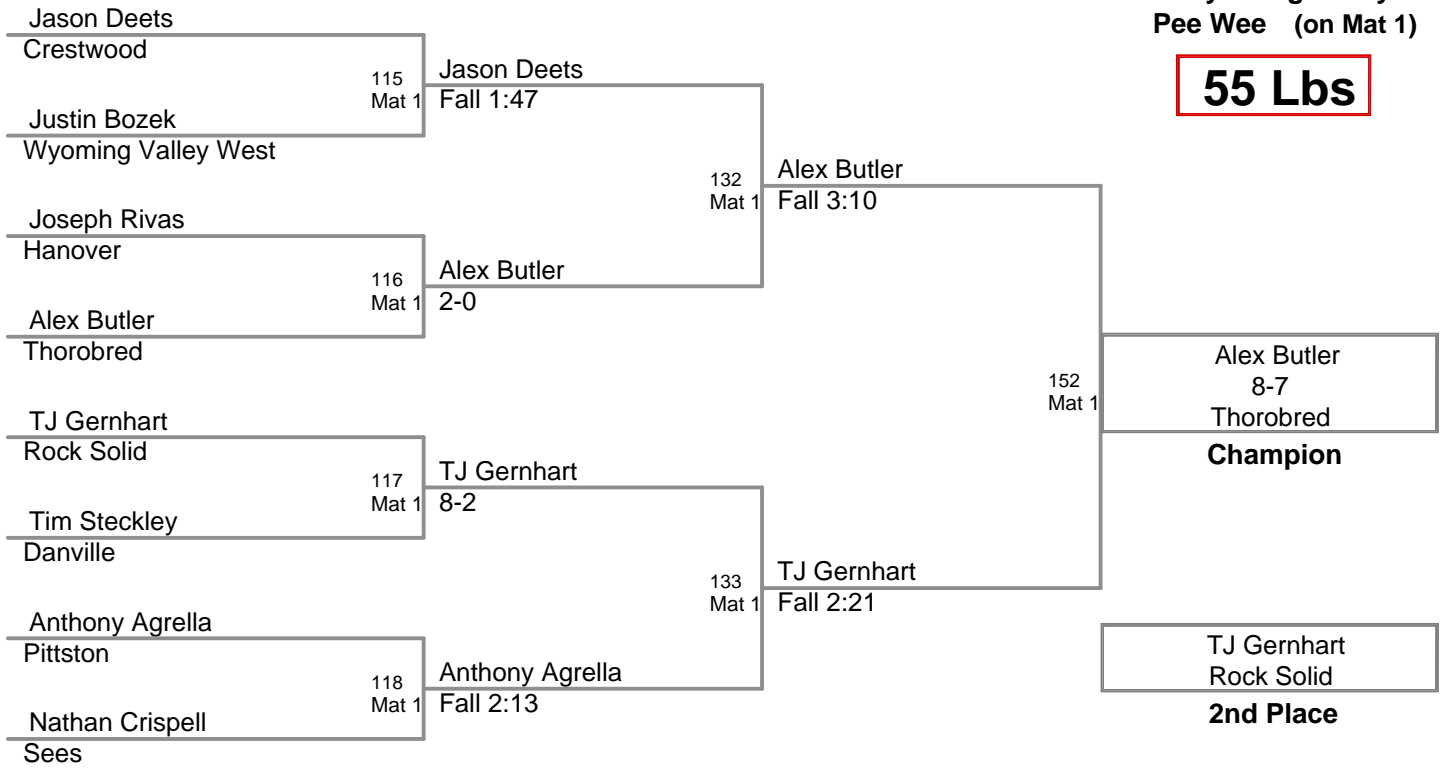 Pee Wee (on Mat 1)
55 Lbs
Jason Deets
Crestwood
115
Mat 1
Jason Deets
Fall 1:47
Justin Bozek
Wyoming Valley West
132
Mat 1
Alex Butler
Fall 3:10
Joseph Rivas
Hanover
116
Mat 1
Alex Butler
2-0
Alex Butler
Thorobred
152
Mat 1
Alex Butler
8-7
Thorobred
Champion
TJ Gernhart
Rock Solid
117
Mat 1
TJ Gernhart
8-2
Tim Steckley
Danville
133
Mat 1
TJ Gernhart
Fall 2:21
Anthony Agrella
Pittston
118
Mat 1
Anthony Agrella
Fall 2:13
Nathan Crispell
Sees
TJ Gernhart
Rock Solid
2nd Place